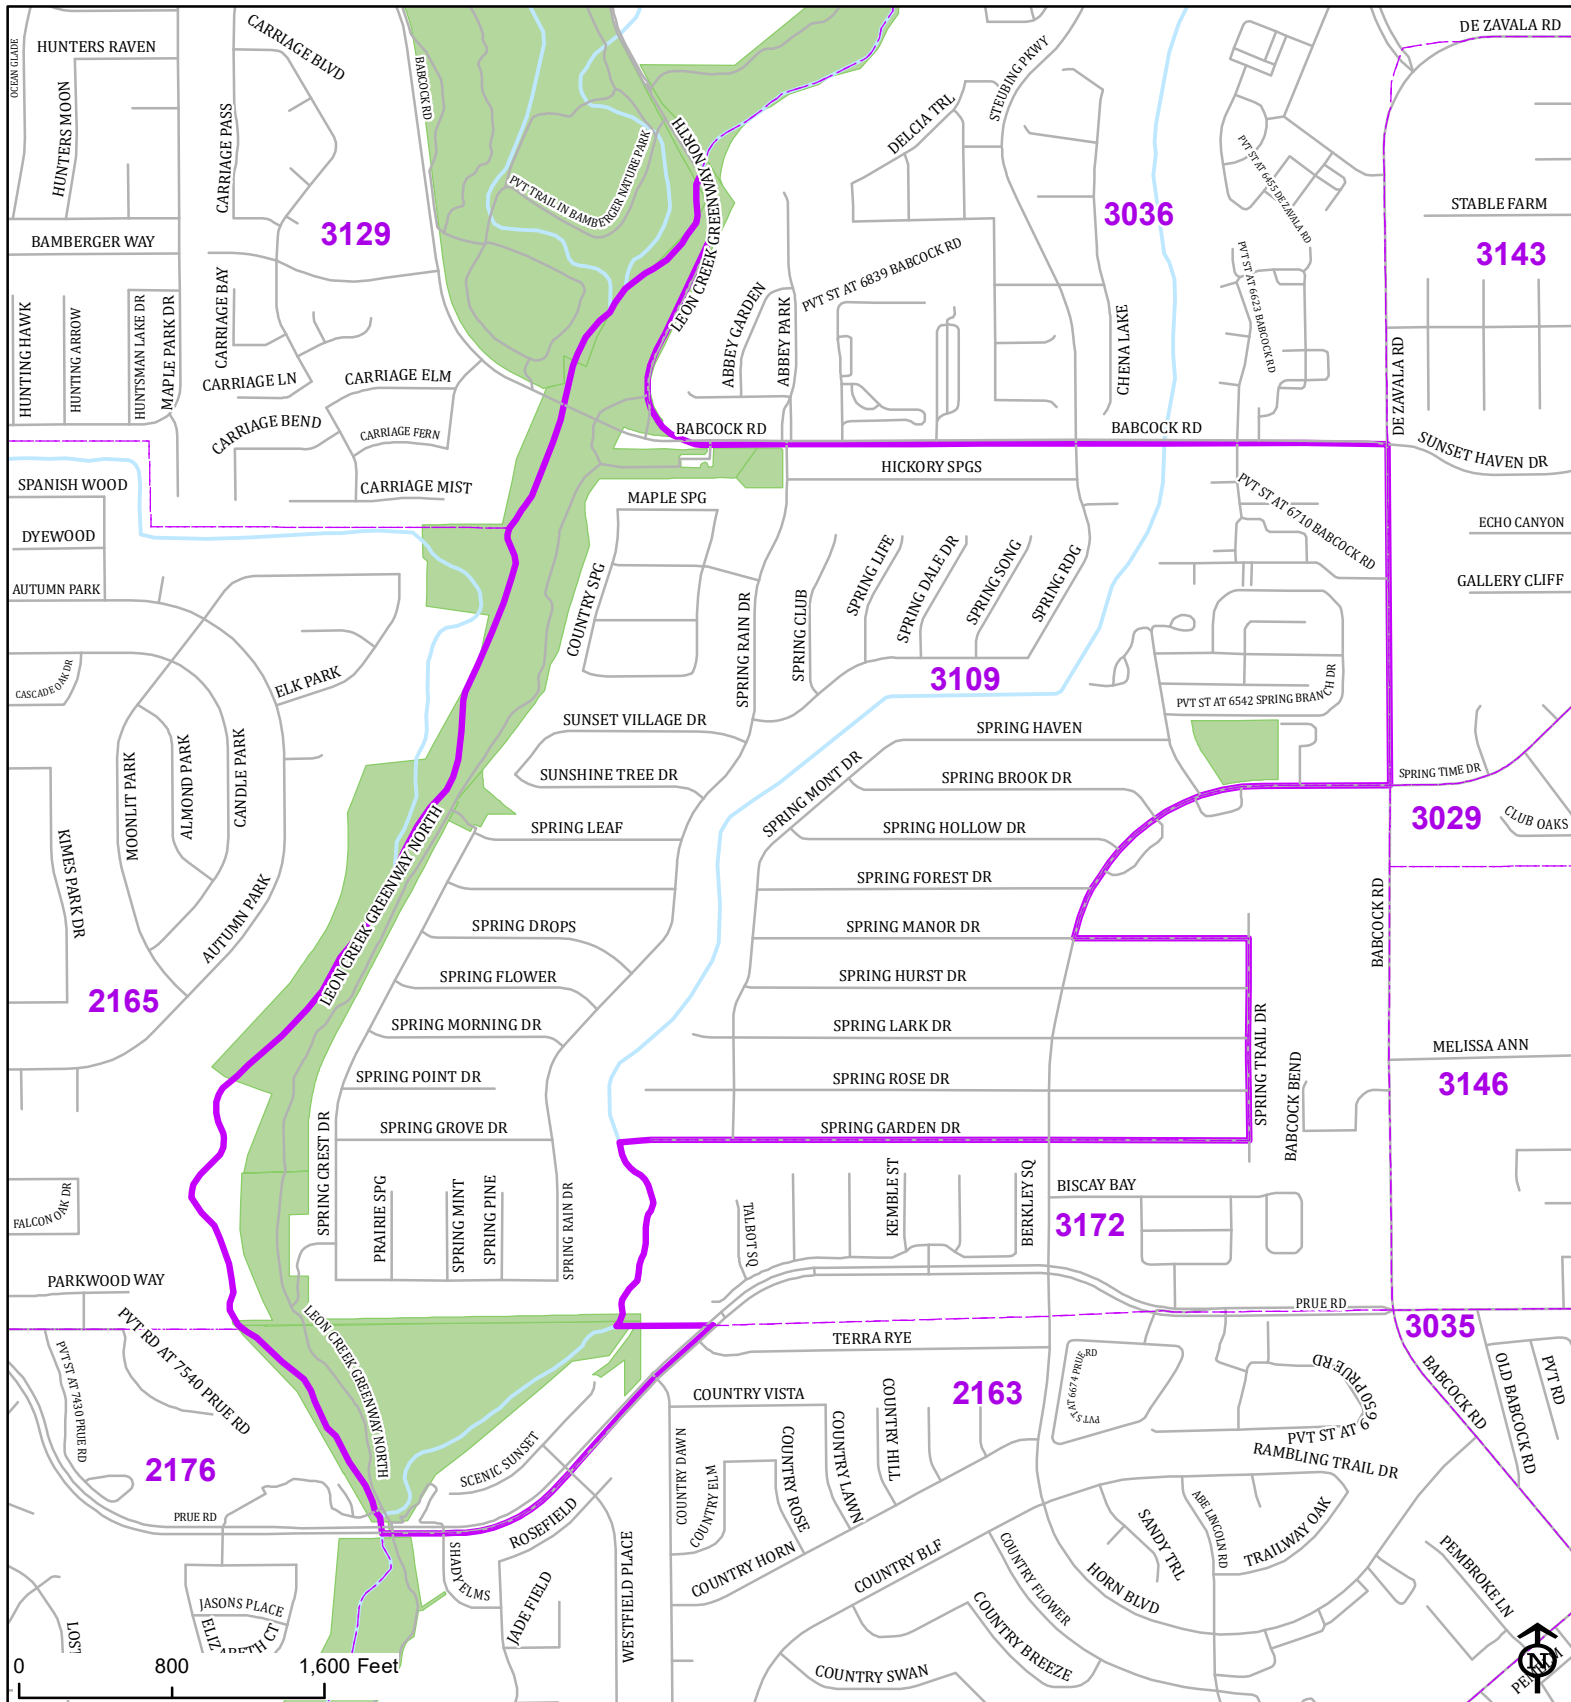 DE ZAVALA RD
HUNTERS RAVEN
CARRIAGE BLVD
OCEAN GLADE
HUNTERS MOON
CARRIAGE PASS
BABCOCK RD
STEUBING PKWY
DELCIA TRL
LEON CREEK GREENWAY NORTH
PVT TRAIL IN BAMBERGER NATURE PARK
PVT ST AT 6455 DE ZAVALA RD
STABLE FARM
3129
3036
3143
BAMBERGER WAY
PVT ST AT 6839 BABCOCK RD
PVT ST AT 6623 BABCOCK RD
HUNTING HAWK
HUNTING ARROW
HUNTSMAN LAKE DR
MAPLE PARK DR
CARRIAGE BAY
LEON CREEK GREENWAY NORTH
ABBEY GARDEN
ABBEY PARK
CHENA LAKE
DE ZAVALA RD
CARRIAGE LN
CARRIAGE ELM
CARRIAGE BEND
CARRIAGE FERN
BABCOCK RD
BABCOCK RD
SUNSET HAVEN DR
CARRIAGE MIST
HICKORY SPGS
SPANISH WOOD
MAPLE SPG
PVT ST AT 6710 BABCOCK RD
DYEWOOD
ECHO CANYON
AUTUMN PARK
GALLERY CLIFF
COUNTRY SPG
SPRING RAIN DR
SPRING CLUB
SPRING LIFE
SPRING DALE DR
SPRING SONG
SPRING RDG
CASCADE OAK DR
ELK PARK
3109
PVT ST AT 6542 SPRING BRANCH DR
SUNSET VILLAGE DR
SPRING HAVEN
MOONLIT PARK
ALMOND PARK
CANDLE PARK
SUNSHINE TREE DR
SPRING MONT DR
SPRING BROOK DR
SPRING TIME DR
3029
CLUB OAKS
SPRING LEAF
SPRING HOLLOW DR
KIMES PARK DR
LEON CREEK GREENWAY NORTH
SPRING FOREST DR
AUTUMN PARK
SPRING DROPS
SPRING MANOR DR
BABCOCK RD
SPRING FLOWER
SPRING HURST DR
2165
SPRING MORNING DR
SPRING LARK DR
SPRING TRAIL DR
MELISSA ANN
SPRING POINT DR
SPRING ROSE DR
3146
BABCOCK BEND
SPRING CREST DR
SPRING GROVE DR
SPRING GARDEN DR
FALCON OAK DR
PRAIRIE SPG
SPRING MINT
SPRING PINE
SPRING RAIN DR
TALBOT SQ
KEMBLE ST
BERKLEY SQ
BISCAY BAY
3172
PARKWOOD WAY
PRUE RD
PVT RD AT 7540 PRUE RD
PVT ST AT 7430 PRUE RD
LEON CREEK GREENWAY NORTH
TERRA RYE
3035
PVT ST AT 6674 PRUE RD
PVT ST AT 6650 PRUE RD
BABCOCK RD
OLD BABCOCK RD
PVT RD
COUNTRY VISTA
2163
2176
SCENIC SUNSET
COUNTRY DAWN
COUNTRY ELM
COUNTRY ROSE
COUNTRY LAWN
COUNTRY HILL
RAMBLING TRAIL DR
PRUE RD
ROSEFIELD
SHADY ELMS
JADE FIELD
WESTFIELD PLACE
COUNTRY HORN
COUNTRY BLF
COUNTRY FLOWER
HORN BLVD
SANDY TRL
ABE LINCOLN RD
TRAILWAY OAK
PEMBROKE LN
JASONS PLACE
ELIZABETH CT
COUNTRY SWAN
COUNTRY BREEZE
N
0 800 1,600 Feet